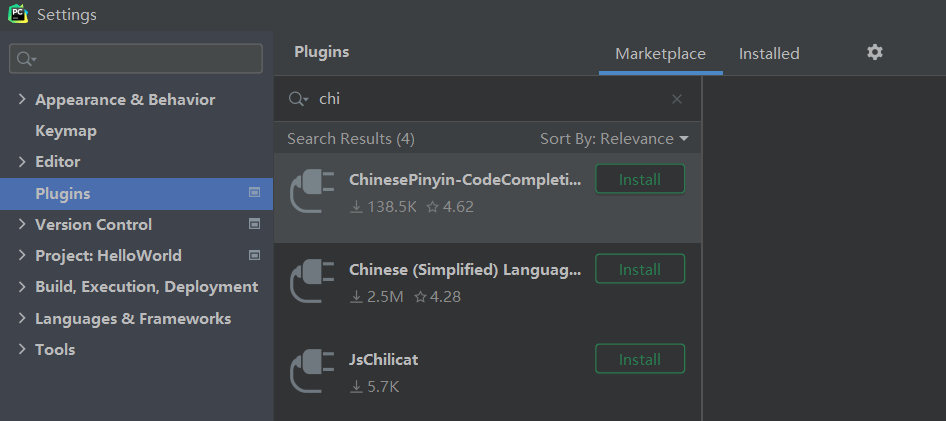 PC
Settings
Plugins
Marketplace
Installed
chi
Appearance & Behavior
Keymap
Editor
Plugins
Version Control
Project: HelloWorld
Build, Execution, Deployment
Languages & Frameworks
Tools
Search Results (4)
Sort By: Relevance
ChinesePinyin-CodeCompleti...
Install
138.5K
4.62
Chinese (Simplified) Languag...
Install
2.5M
4.28
JsChilicat
Install
5.7K